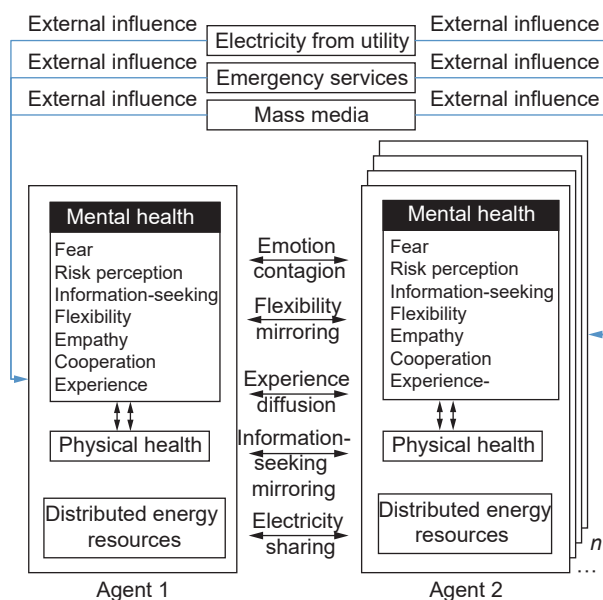 External influence
Electricity from utility
External influence
External influence
Emergency services
External influence
External influence
Mass media
External influence
Mental health
Fear
Risk perception
Information-seeking
Flexibility
Empathy
Cooperation
Experience
Physical health
Distributed energy
resources
Agent 1
Emotion
contagion
Flexibility
mirroring
Experience
diffusion
Information-
seeking
mirroring
Electricity
sharing
Mental health
Fear
Risk perception
Information-seeking
Flexibility
Empathy
Cooperation
Experience-
Physical health
Distributed energy
resources
Agent 2
n
...